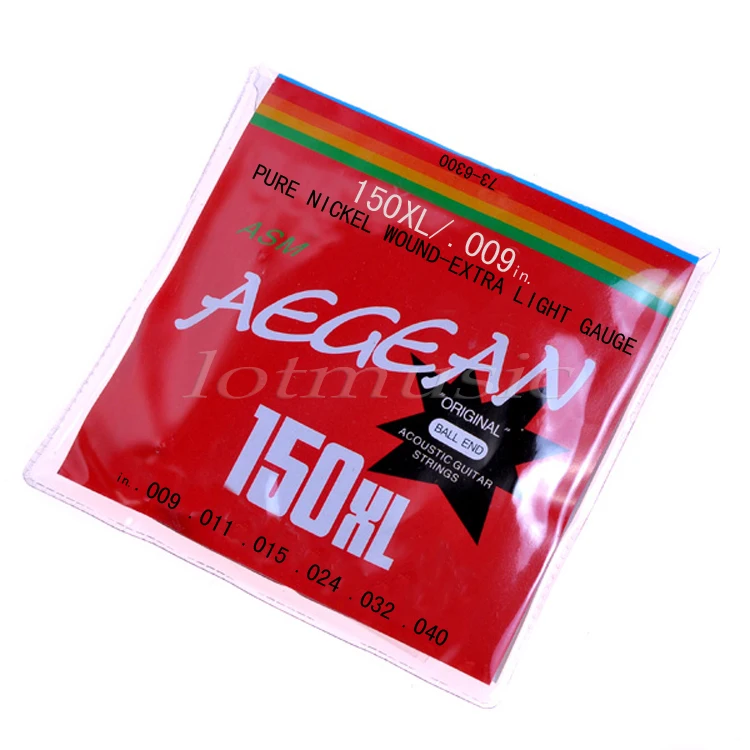 73-6300
150XL/.009in.
PURE NICKEL WOUND-EXTRA LIGHT GAUGE
ASM
AEGEAN
lotmusic
"ORIGINAL"
BALL END
ACOUSTIC GUITAR
STRINGS
150XL
in. .009 .011 .015 .024 .032 .040